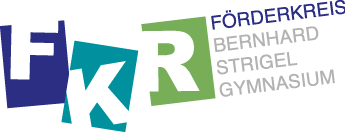 FKR
FÖRDERKREIS
BERNHARD
STRIGEL
GYMNASIUM